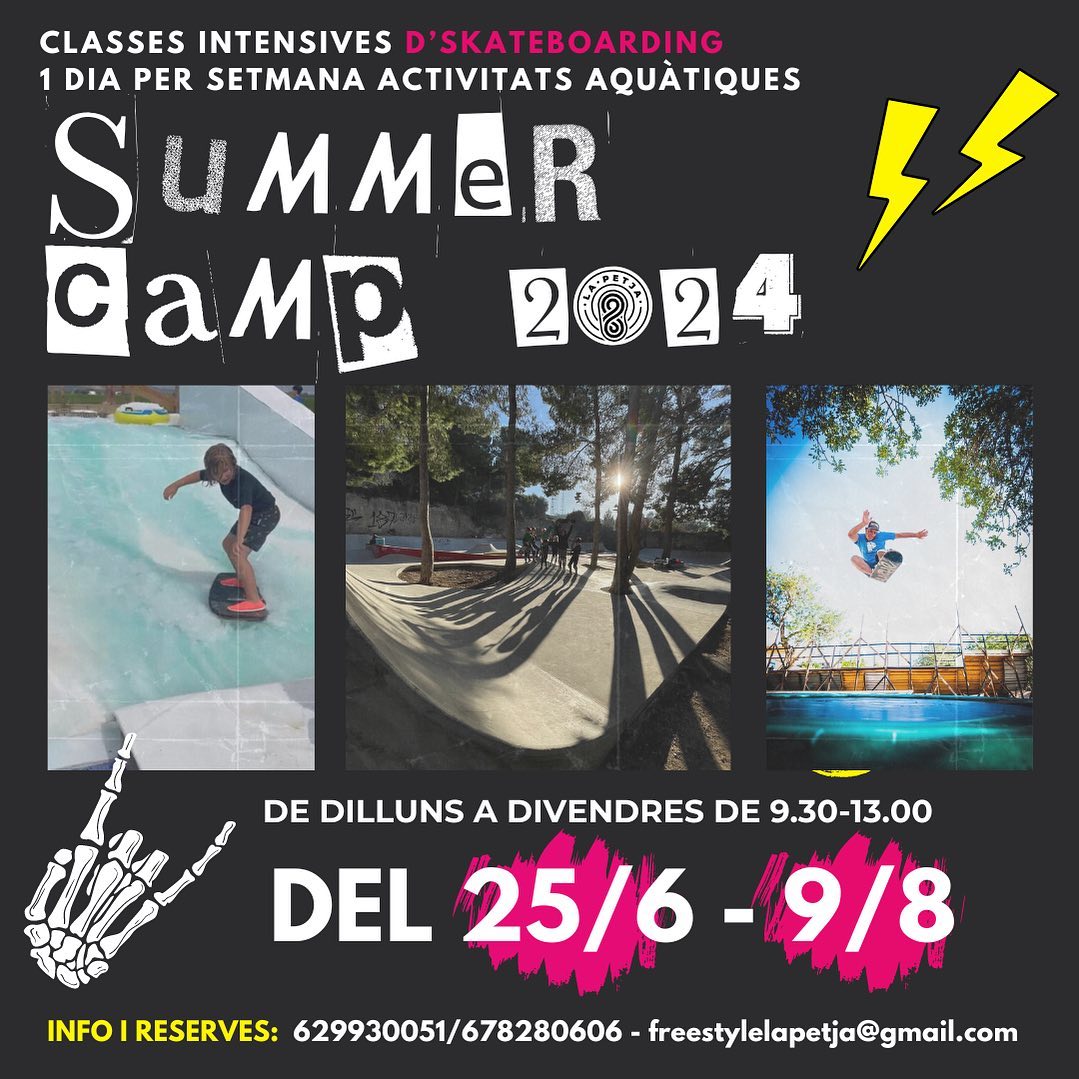 CLASSES INTENSIVES D'SKATEBOARDING
1 DIA PER SETMANA ACTIVITATS AQUÀTIQUES
SUMMeR
CaMp 2024
LA PETJA
DE DILLUNS A DIVENDRES DE 9.30-13.00
DEL 25/6 - 9/8
INFO I RESERVES: 629930051/678280606 - freestylelapetja@gmail.com